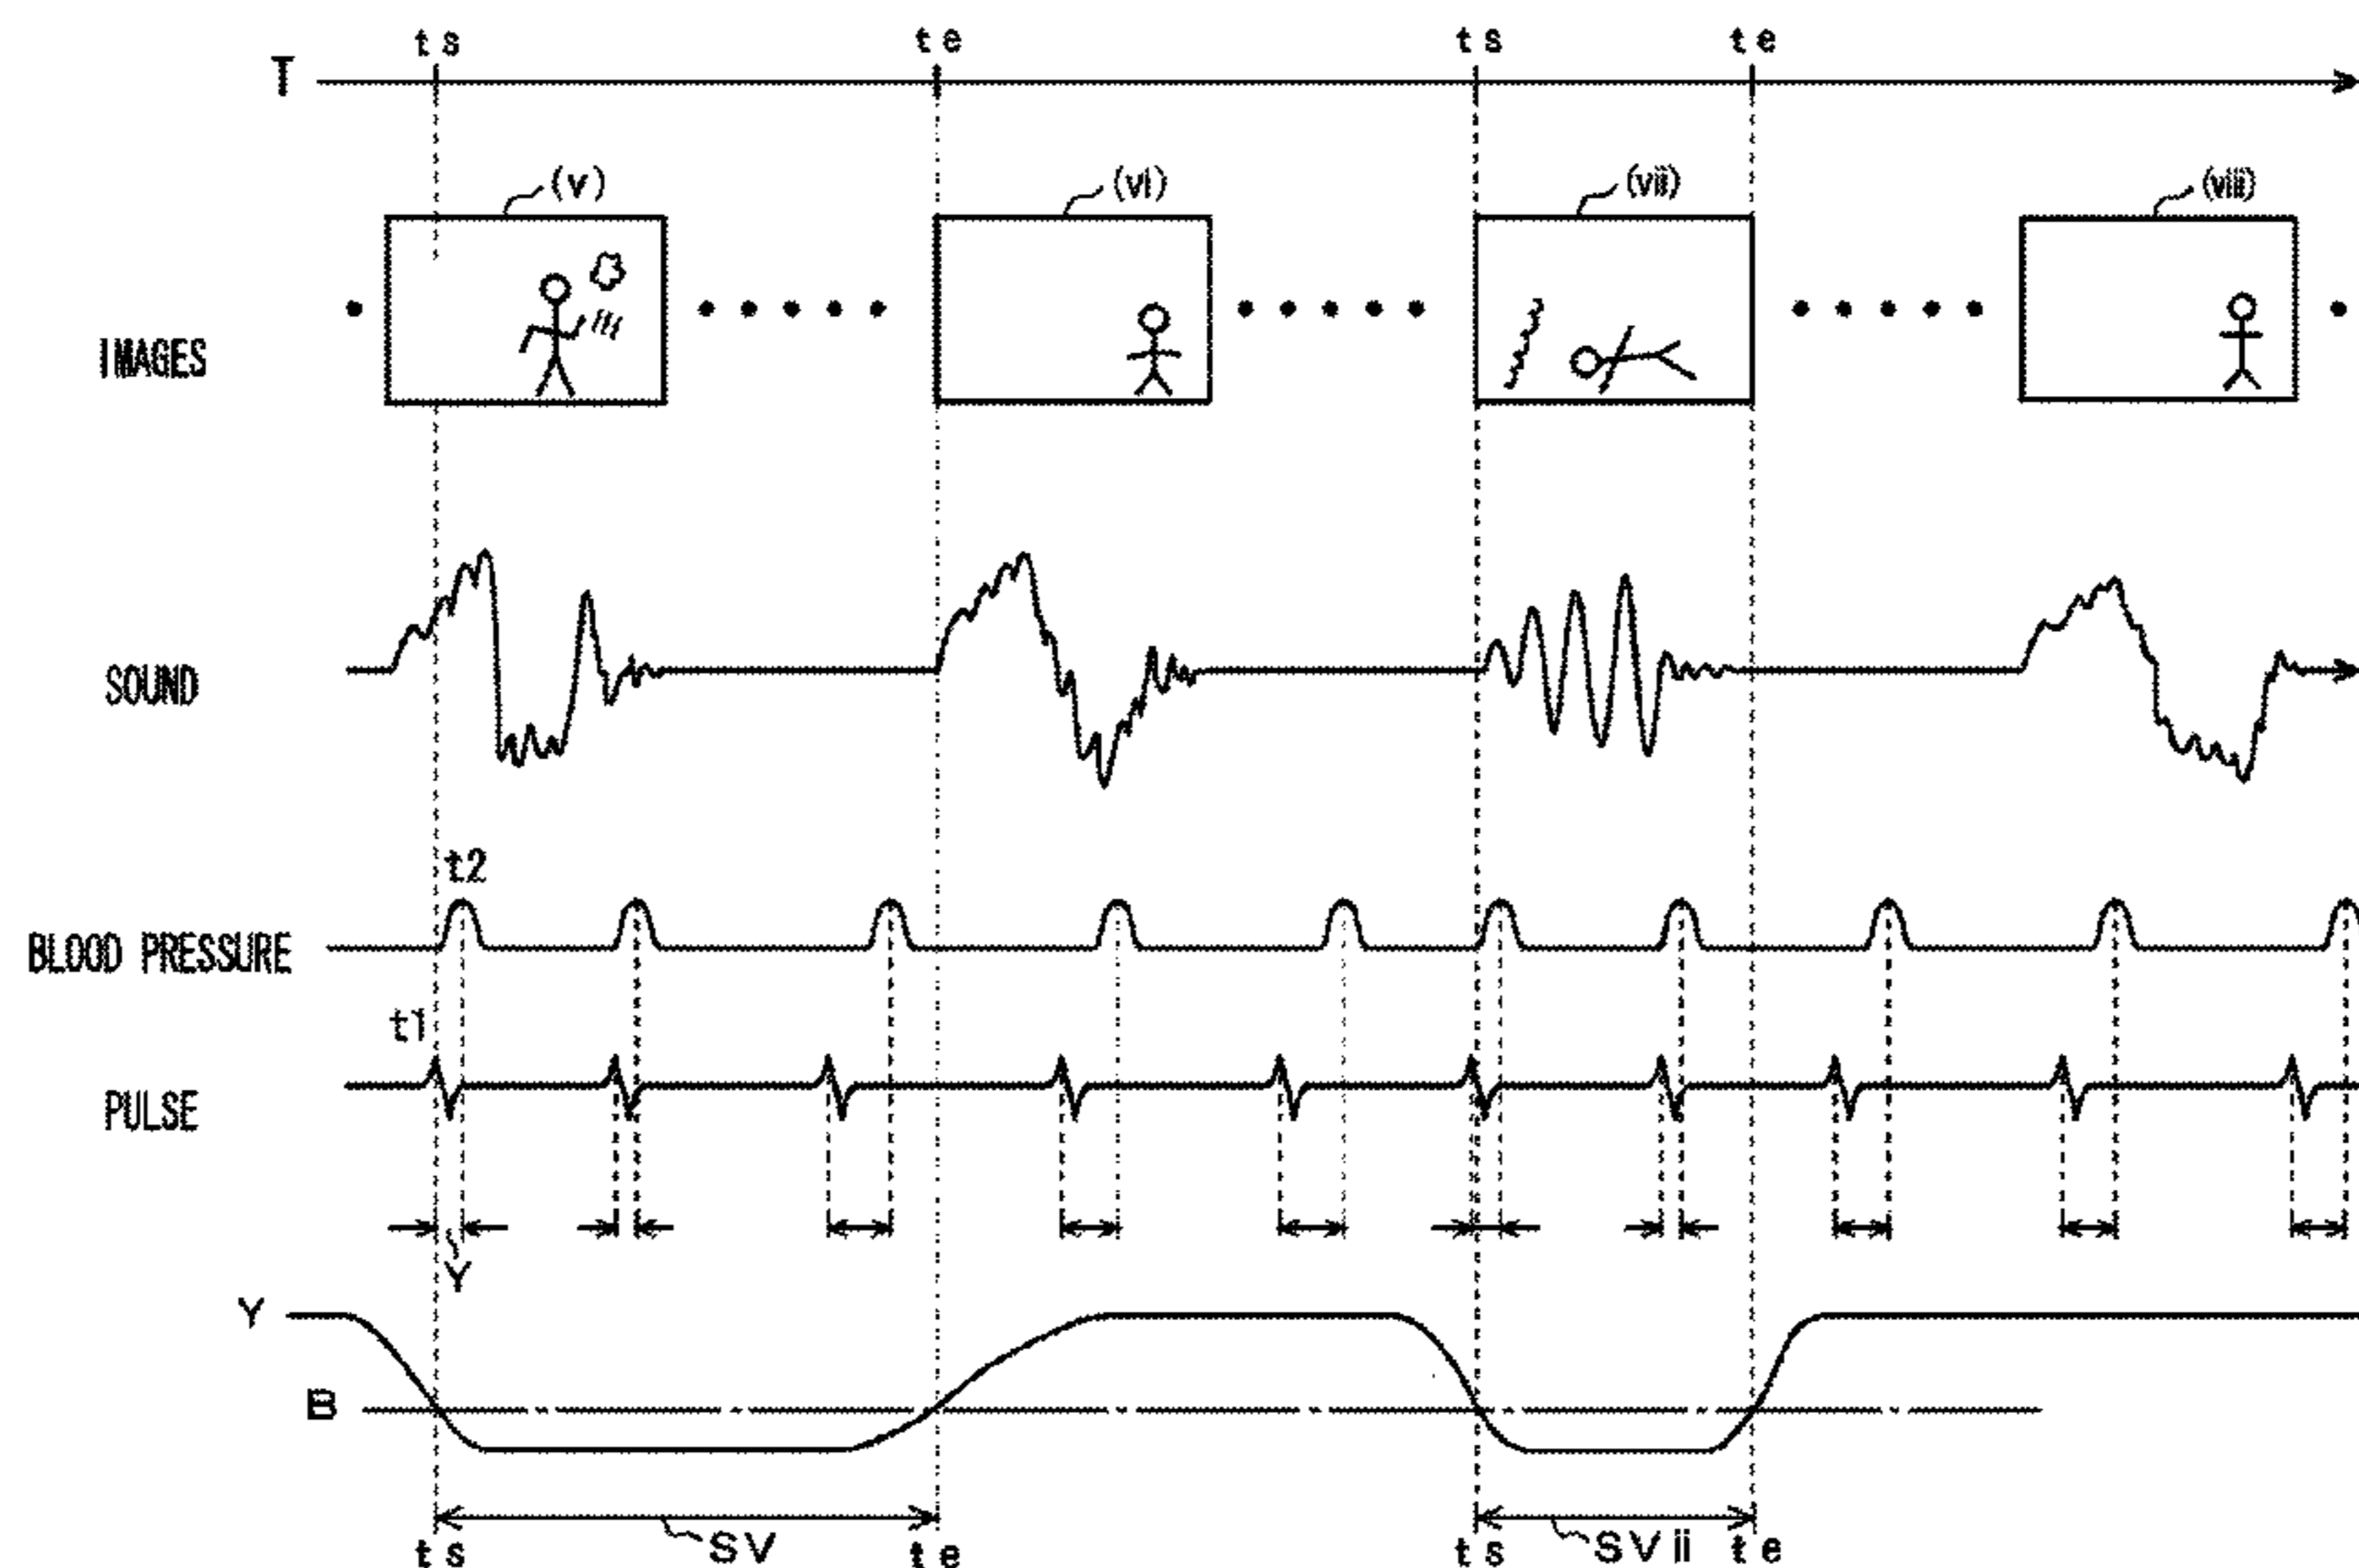 ts te ts te
T
(v) (vi) (vii) (viii)
IMAGES
SOUND
t2
BLOOD PRESSURE
t1
PULSE
Y
Y
B
SV SVii
ts te ts te